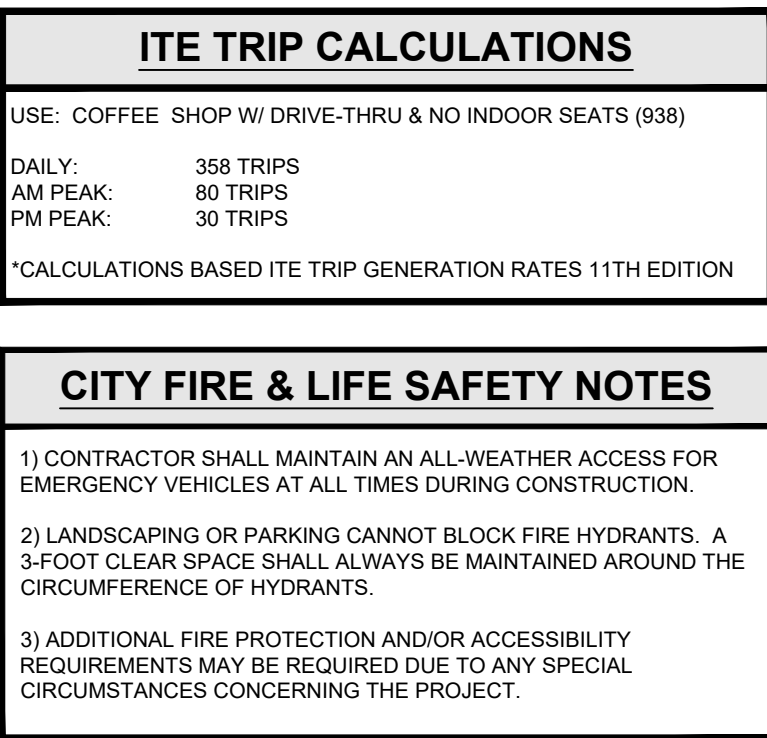 ITE TRIP CALCULATIONS
USE: COFFEE SHOP W/ DRIVE-THRU & NO INDOOR SEATS (938)
DAILY: 358 TRIPS
AM PEAK: 80 TRIPS
PM PEAK: 30 TRIPS
*CALCULATIONS BASED ITE TRIP GENERATION RATES 11TH EDITION
CITY FIRE & LIFE SAFETY NOTES
1) CONTRACTOR SHALL MAINTAIN AN ALL-WEATHER ACCESS FOR
EMERGENCY VEHICLES AT ALL TIMES DURING CONSTRUCTION.
2) LANDSCAPING OR PARKING CANNOT BLOCK FIRE HYDRANTS. A
3-FOOT CLEAR SPACE SHALL ALWAYS BE MAINTAINED AROUND THE
CIRCUMFERENCE OF HYDRANTS.
3) ADDITIONAL FIRE PROTECTION AND/OR ACCESSIBILITY
REQUIREMENTS MAY BE REQUIRED DUE TO ANY SPECIAL
CIRCUMSTANCES CONCERNING THE PROJECT.